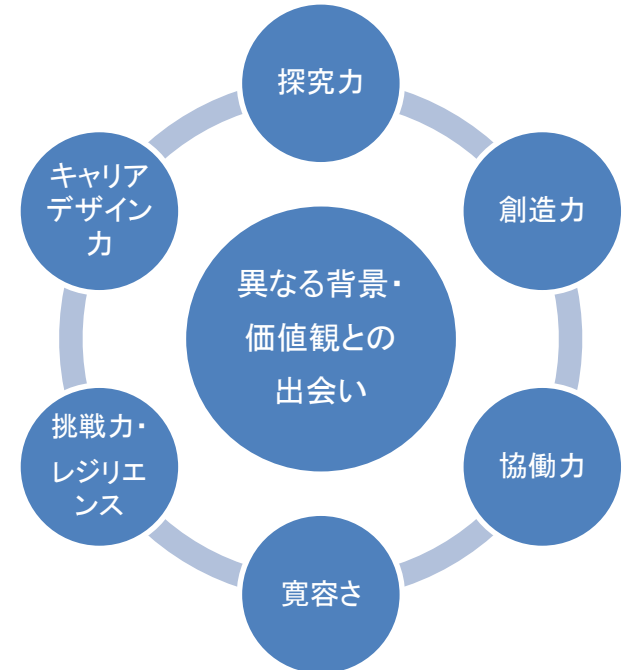 探究力
創造力
協働力
寛容さ
挑戦力・
レジリエ
ンス
キャリア
デザイン
力
異なる背景・
価値観との
出会い